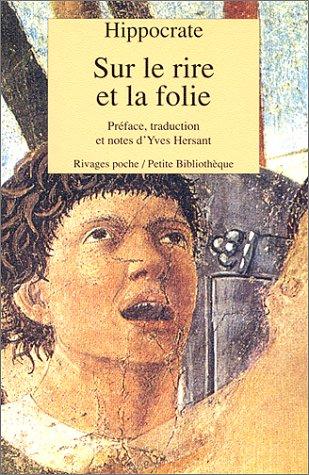 Hippocrate
Sur le rire
et la folie
Préface, traduction
et notes d'Yves Hersant
Rivages poche / Petite Bibliothèque